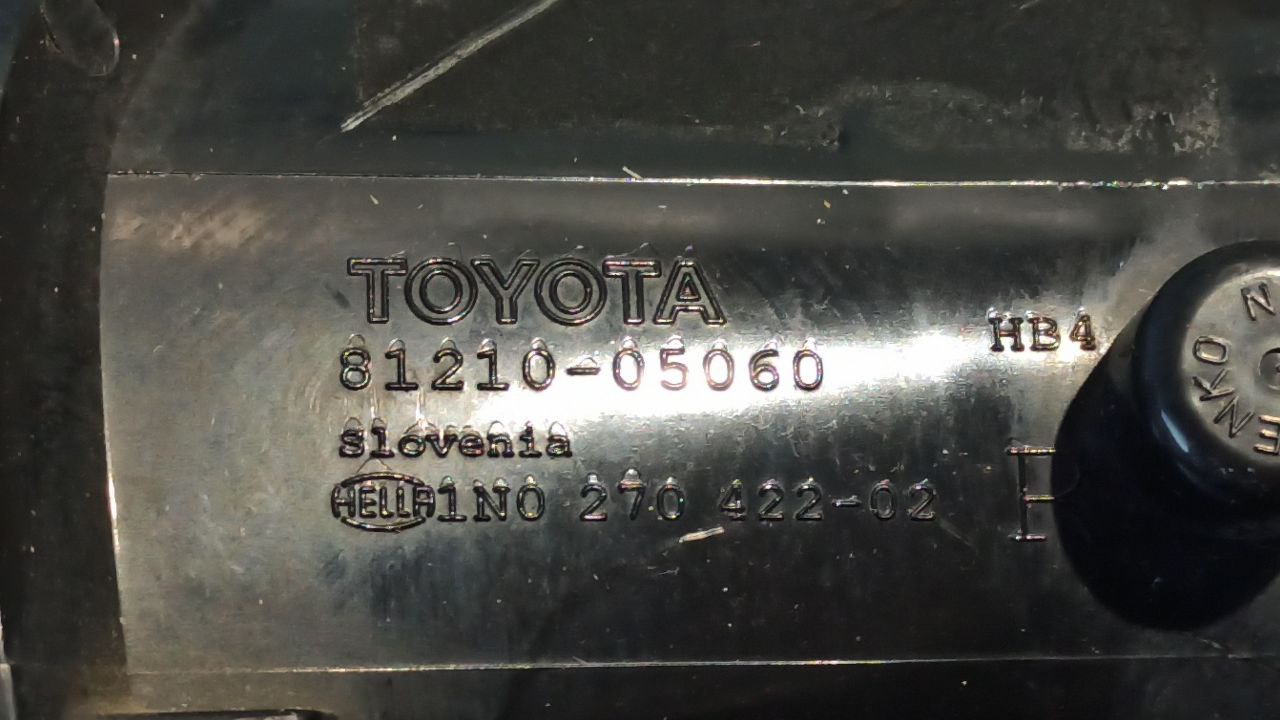 TOYOTA
81210-05060
HB4
Slovenia
HELLA 1N0 270 422-02